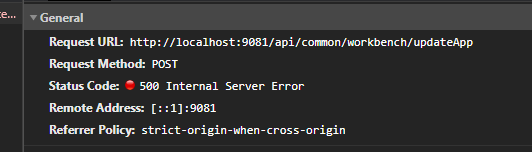 te...
General
Request URL: http://localhost:9081/api/common/workbench/updateApp
Request Method: POST
Status Code: 500 Internal Server Error
Remote Address: [::1]:9081
Referrer Policy: strict-origin-when-cross-origin